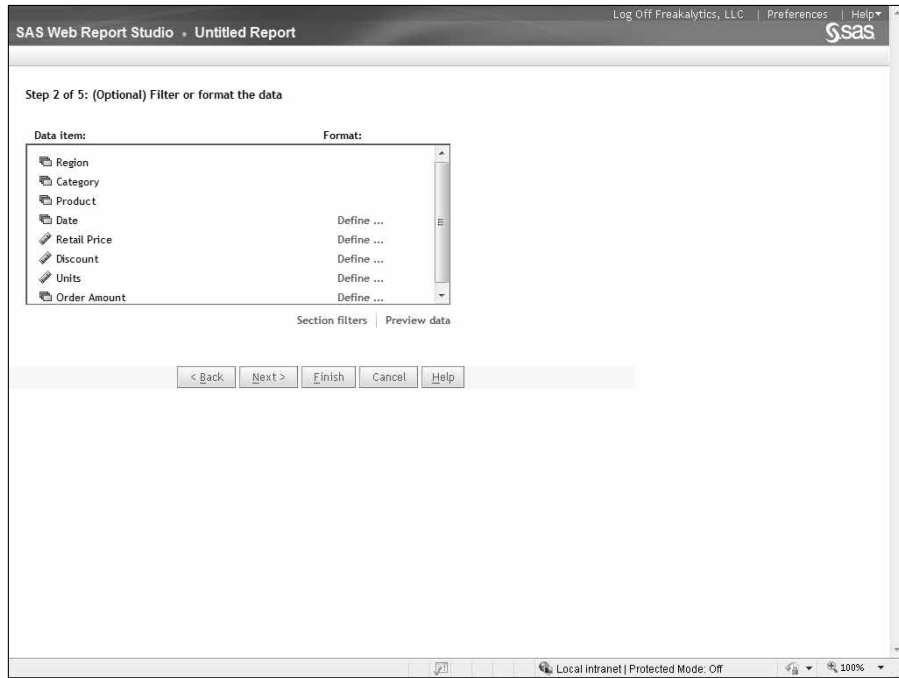 Log Off Freakalytics, LLC | Preferences | Help
SAS Web Report Studio • Untitled Report
sas
Step 2 of 5: (Optional) Filter or format the data
Data item: Format:
Region
Category
Product
Date Define ...
Retail Price Define ...
Discount Define ...
Units Define ...
Order Amount Define ...
Section filters | Preview data
< Back Next > Finish Cancel Help
Local intranet | Protected Mode: Off 100%